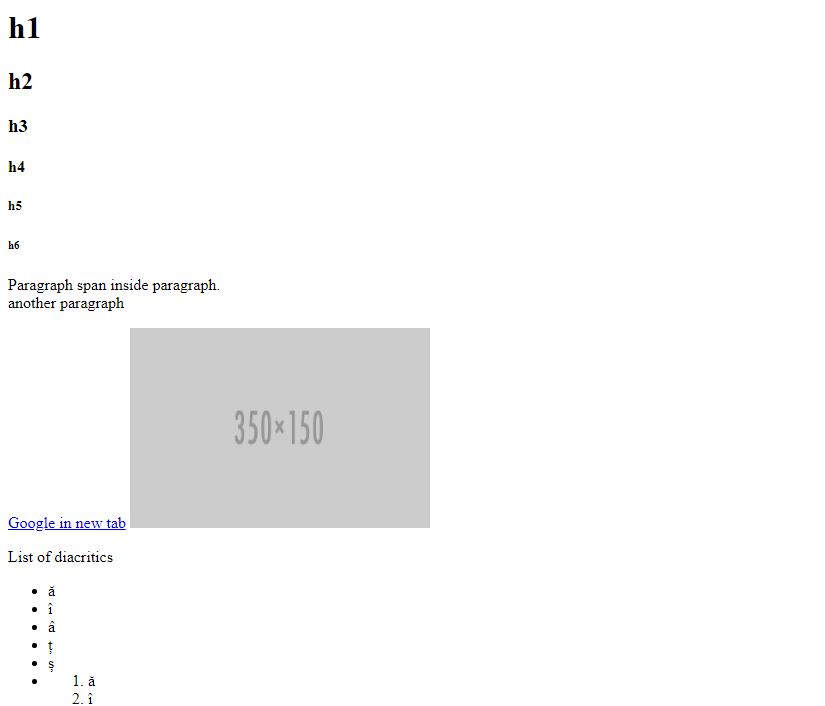 h1
h2
h3
h4
h5
h6
Paragraph span inside paragraph.
another paragraph
350×150
Google in new tab
List of diacritics
• ă
• î
• â
• ț
• ș
• 1. ă
2. î